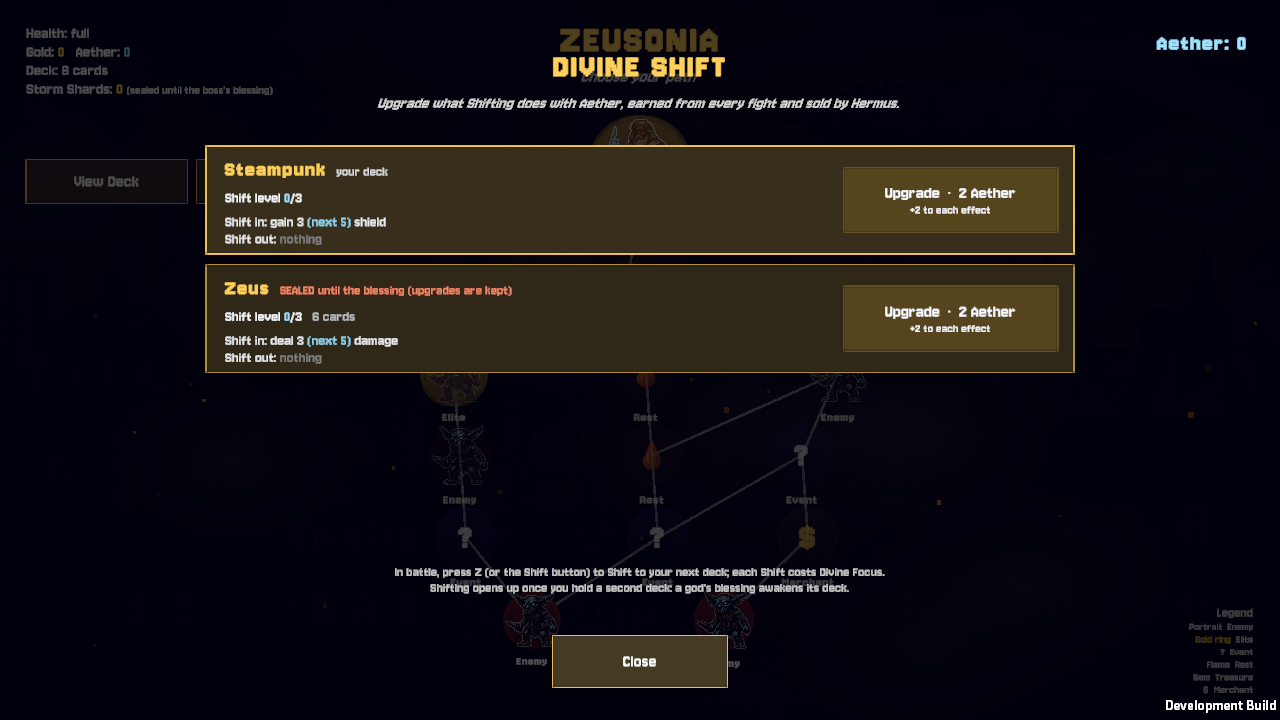 Health: full
Gold: 0 Aether: 0
Deck: 8 cards
Storm Shards: 0 (sealed until the boss's blessing)
ZEUSONIA
DIVINE SHIFT
Choose your path
Aether: 0
Upgrade what Shifting does with Aether, earned from every fight and sold by Hermus.
View Deck
Steampunk your deck
Shift level 0/3
Shift in: gain 3 (next 5) shield
Shift out: nothing
Upgrade · 2 Aether
+2 to each effect
Zeus SEALED until the blessing (upgrades are kept)
Shift level 0/3 6 cards
Shift in: deal 3 (next 5) damage
Shift out: nothing
Upgrade · 2 Aether
+2 to each effect
Elite
Rest
Enemy
?
Enemy
Rest
Event
?
?
$
In battle, press Z (or the Shift button) to Shift to your next deck; each Shift costs Divine Focus.
Event
Event
Merchant
Shifting opens up once you hold a second deck: a god's blessing awakens its deck.
Enemy
Close
Legend
Portrait Enemy
Gold ring Elite
? Event
Flame Rest
Gem Treasure
$ Merchant
Development Build